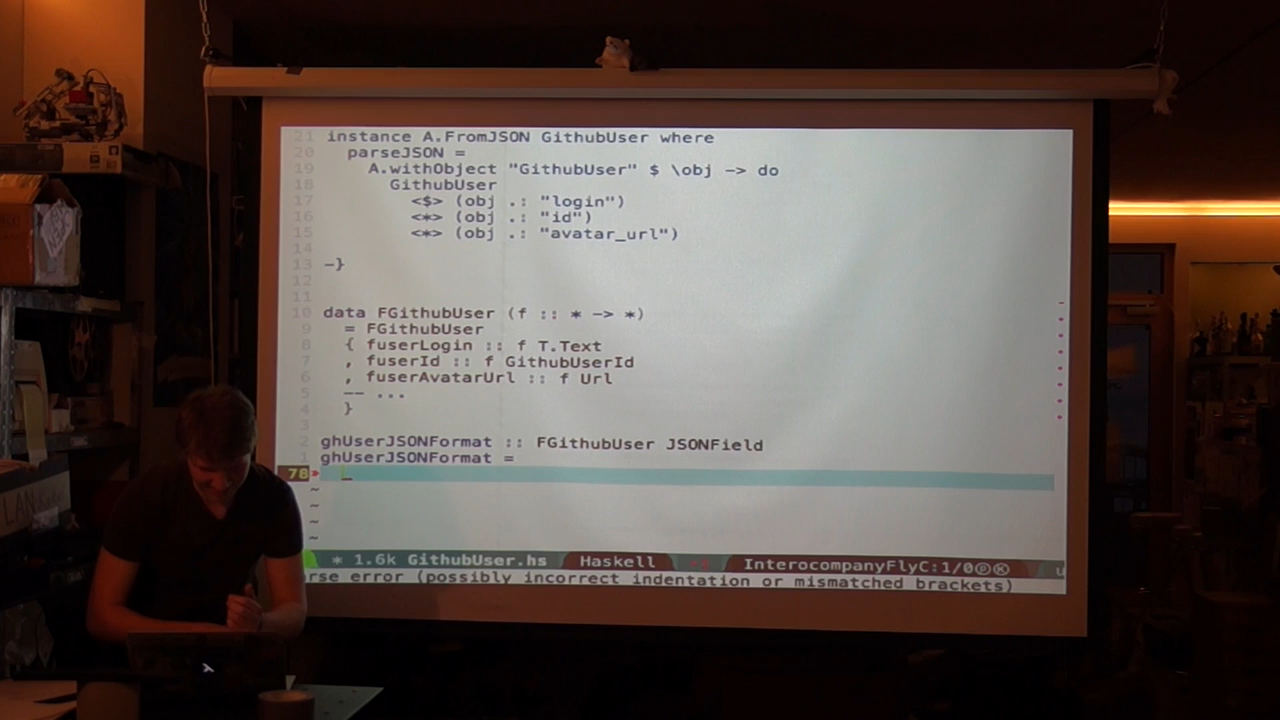 21 instance A.FromJSON GithubUser where
20 parseJSON =
19 A.withObject "GithubUser" $ \obj -> do
18 GithubUser
17 <$> (obj .: "login")
16 <*> (obj .: "id")
15 <*> (obj .: "avatar_url")
14
13 -}
12
11
10 data FGithubUser (f :: * -> *)
9 = FGithubUser
8 { fuserLogin :: f T.Text
7 , fuserId :: f GithubUserId
6 , fuserAvatarUrl :: f Url
5 -- ...
4 }
3
2 ghUserJSONFormat :: FGithubUser JSONField
1 ghUserJSONFormat =
78
~
~
~
~
* 1.6k GithubUser.hs Haskell InterocompanyFlyC:1/0ⓅⓀ u
rse error (possibly incorrect indentation or mismatched brackets)
LAN-Kabel